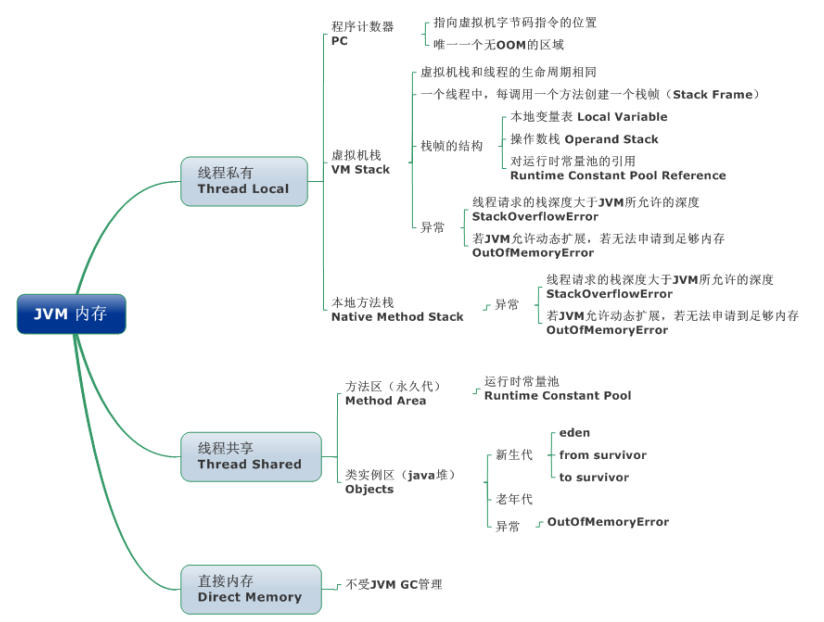 JVM 内存
线程私有
Thread Local
程序计数器
PC
指向虚拟机字节码指令的位置
唯一一个无OOM的区域
虚拟机栈
VM Stack
虚拟机栈和线程的生命周期相同
一个线程中，每调用一个方法创建一个栈帧（Stack Frame）
栈帧的结构
本地变量表 Local Variable
操作数栈 Operand Stack
对运行时常量池的引用
Runtime Constant Pool Reference
异常
线程请求的栈深度大于JVM所允许的深度
StackOverflowError
若JVM允许动态扩展，若无法申请到足够内存
OutOfMemoryError
本地方法栈
Native Method Stack
异常
线程请求的栈深度大于JVM所允许的深度
StackOverflowError
若JVM允许动态扩展，若无法申请到足够内存
OutOfMemoryError
线程共享
Thread Shared
方法区（永久代）
Method Area
运行时常量池
Runtime Constant Pool
类实例区（java堆）
Objects
新生代
eden
from survivor
to survivor
老年代
异常
OutOfMemoryError
直接内存
Direct Memory
不受JVM GC管理